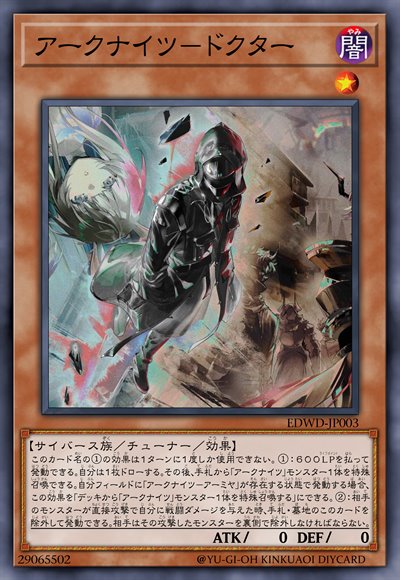 アークナイツ－ドクター
闇
やみ
EDWD-JP003
【サイバース族／チューナー／効果】
このカード名の①の効果は1ターンに1度しか使用できない。①：600LPを払って
発動できる。自分は1枚ドローする。その後、手札から「アークナイツ」モンスター1体を特殊
召喚する。自分フィールドに「アークナイツーアーミヤ」が存在する状態で発動する場合、
この効果を「デッキから「アークナイツ」モンスター1体を特殊召喚する」にできる。②：相手
のモンスターが直接攻撃で自分に戦闘ダメージを与えた時、手札・墓地のこのカードを
除外して発動できる。相手はその攻撃したモンスターを裏側で除外しなければならない。
ATK／ 0 DEF／ 0
29065502 @YU-GI-OH KINKUAOI DIYCARD